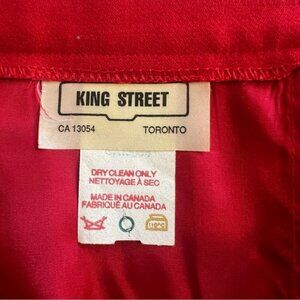 KING STREET
CA 13054 TORONTO
DRY CLEAN ONLY
NETTOYAGE À SEC
MADE IN CANADA
FABRIQUÉ AU CANADA